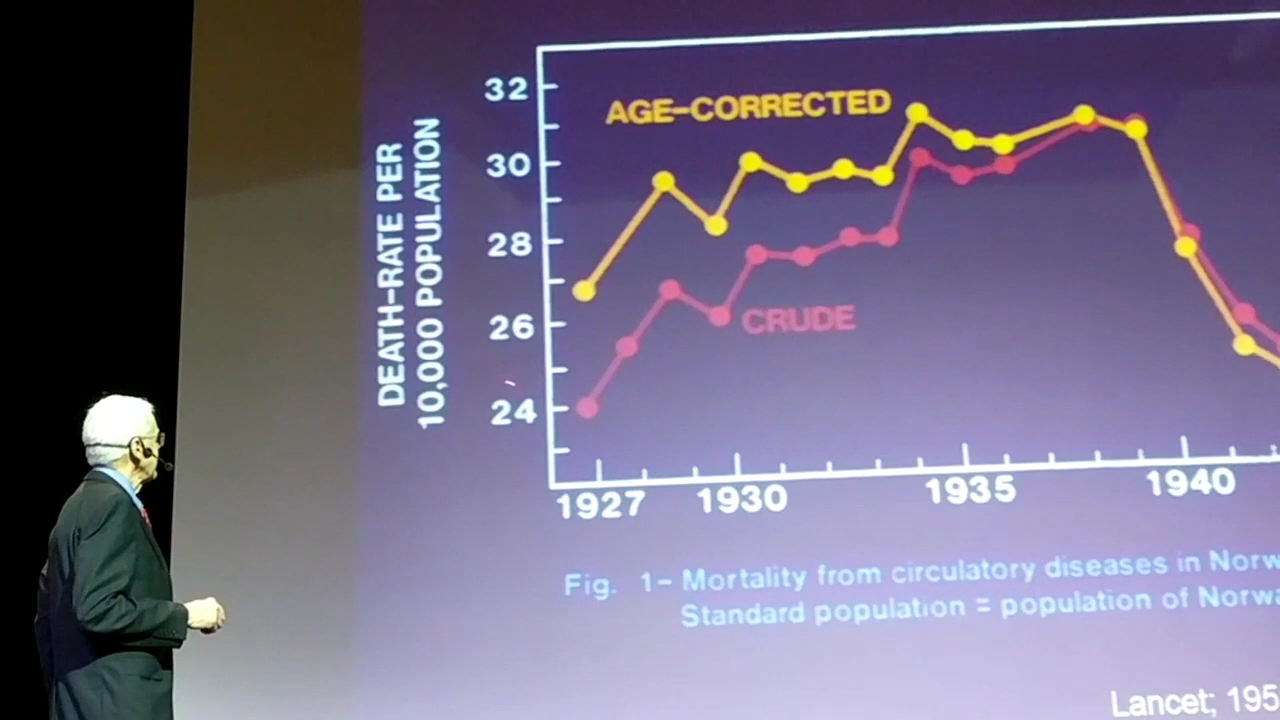 32
AGE-CORRECTED
30
DEATH-RATE PER
10,000 POPULATION
28
26
CRUDE
24
1927 1930 1935 1940
Fig. 1- Mortality from circulatory diseases in
Standard population = population of
Lancet;